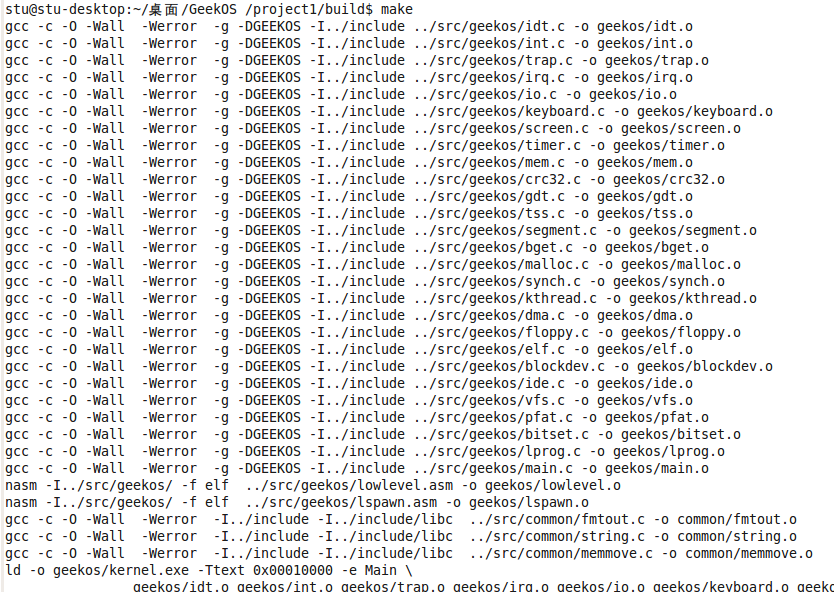 stu@stu-desktop:~/桌面/GeekOS /project1/build$ make
gcc -c -O -Wall  -Werror  -g -DGEEKOS -I../include ../src/geekos/idt.c -o geekos/idt.o
gcc -c -O -Wall  -Werror  -g -DGEEKOS -I../include ../src/geekos/int.c -o geekos/int.o
gcc -c -O -Wall  -Werror  -g -DGEEKOS -I../include ../src/geekos/trap.c -o geekos/trap.o
gcc -c -O -Wall  -Werror  -g -DGEEKOS -I../include ../src/geekos/irq.c -o geekos/irq.o
gcc -c -O -Wall  -Werror  -g -DGEEKOS -I../include ../src/geekos/io.c -o geekos/io.o
gcc -c -O -Wall  -Werror  -g -DGEEKOS -I../include ../src/geekos/keyboard.c -o geekos/keyboard.o
gcc -c -O -Wall  -Werror  -g -DGEEKOS -I../include ../src/geekos/screen.c -o geekos/screen.o
gcc -c -O -Wall  -Werror  -g -DGEEKOS -I../include ../src/geekos/timer.c -o geekos/timer.o
gcc -c -O -Wall  -Werror  -g -DGEEKOS -I../include ../src/geekos/mem.c -o geekos/mem.o
gcc -c -O -Wall  -Werror  -g -DGEEKOS -I../include ../src/geekos/crc32.c -o geekos/crc32.o
gcc -c -O -Wall  -Werror  -g -DGEEKOS -I../include ../src/geekos/gdt.c -o geekos/gdt.o
gcc -c -O -Wall  -Werror  -g -DGEEKOS -I../include ../src/geekos/tss.c -o geekos/tss.o
gcc -c -O -Wall  -Werror  -g -DGEEKOS -I../include ../src/geekos/segment.c -o geekos/segment.o
gcc -c -O -Wall  -Werror  -g -DGEEKOS -I../include ../src/geekos/bget.c -o geekos/bget.o
gcc -c -O -Wall  -Werror  -g -DGEEKOS -I../include ../src/geekos/malloc.c -o geekos/malloc.o
gcc -c -O -Wall  -Werror  -g -DGEEKOS -I../include ../src/geekos/synch.c -o geekos/synch.o
gcc -c -O -Wall  -Werror  -g -DGEEKOS -I../include ../src/geekos/kthread.c -o geekos/kthread.o
gcc -c -O -Wall  -Werror  -g -DGEEKOS -I../include ../src/geekos/dma.c -o geekos/dma.o
gcc -c -O -Wall  -Werror  -g -DGEEKOS -I../include ../src/geekos/floppy.c -o geekos/floppy.o
gcc -c -O -Wall  -Werror  -g -DGEEKOS -I../include ../src/geekos/elf.c -o geekos/elf.o
gcc -c -O -Wall  -Werror  -g -DGEEKOS -I../include ../src/geekos/blockdev.c -o geekos/blockdev.o
gcc -c -O -Wall  -Werror  -g -DGEEKOS -I../include ../src/geekos/ide.c -o geekos/ide.o
gcc -c -O -Wall  -Werror  -g -DGEEKOS -I../include ../src/geekos/vfs.c -o geekos/vfs.o
gcc -c -O -Wall  -Werror  -g -DGEEKOS -I../include ../src/geekos/pfat.c -o geekos/pfat.o
gcc -c -O -Wall  -Werror  -g -DGEEKOS -I../include ../src/geekos/bitset.c -o geekos/bitset.o
gcc -c -O -Wall  -Werror  -g -DGEEKOS -I../include ../src/geekos/lprog.c -o geekos/lprog.o
gcc -c -O -Wall  -Werror  -g -DGEEKOS -I../include ../src/geekos/main.c -o geekos/main.o
nasm -I../src/geekos/ -f elf  ../src/geekos/lowlevel.asm -o geekos/lowlevel.o
nasm -I../src/geekos/ -f elf  ../src/geekos/lspawn.asm -o geekos/lspawn.o
gcc -c -O -Wall  -Werror  -I../include -I../include/libc  ../src/common/fmtout.c -o common/fmtout.o
gcc -c -O -Wall  -Werror  -I../include -I../include/libc  ../src/common/string.c -o common/string.o
gcc -c -O -Wall  -Werror  -I../include -I../include/libc  ../src/common/memmove.c -o common/memmove.o
ld -o geekos/kernel.exe -Ttext 0x00010000 -e Main \
geekos/idt.o geekos/int.o geekos/trap.o geekos/irq.o geekos/io.o geekos/keyboard.o geeko